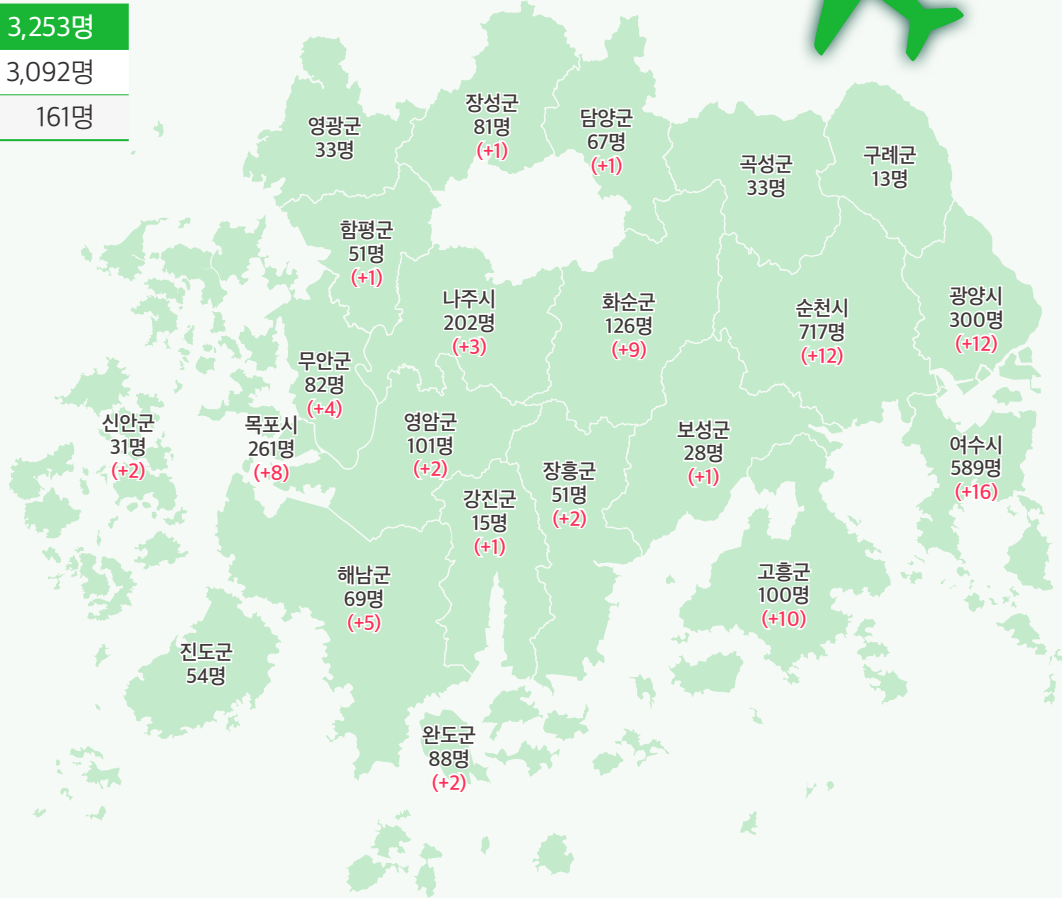 3,253명
3,092명
161명
영광군
33명
장성군
81명
(+1)
담양군
67명
(+1)
곡성군
33명
구례군
13명
함평군
51명
(+1)
나주시
202명
(+3)
화순군
126명
(+9)
순천시
717명
(+12)
광양시
300명
(+12)
무안군
82명
(+4)
신안군
31명
(+2)
목포시
261명
(+8)
영암군
101명
(+2)
장흥군
51명
(+2)
보성군
28명
(+1)
여수시
589명
(+16)
강진군
15명
(+1)
해남군
69명
(+5)
고흥군
100명
(+10)
진도군
54명
완도군
88명
(+2)